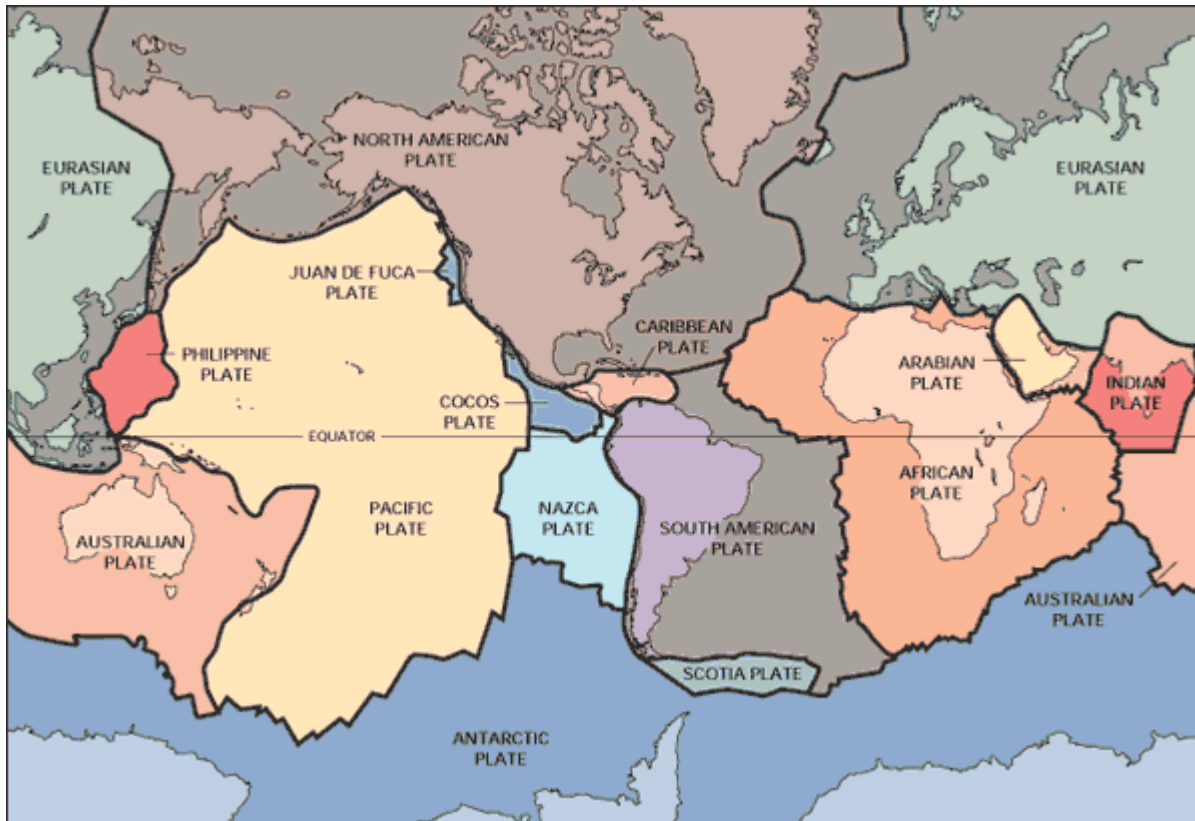 NORTH AMERICAN
PLATE
EURASIAN
PLATE
EURASIAN
PLATE
JUAN DE FUCA
PLATE
CARIBBEAN
PLATE
PHILIPPINE
PLATE
ARABIAN
PLATE
INDIAN
PLATE
COCOS
PLATE
EQUATOR
AFRICAN
PLATE
PACIFIC
PLATE
NAZCA
PLATE
SOUTH AMERICAN
PLATE
AUSTRALIAN
PLATE
AUSTRALIAN
PLATE
SCOTIA PLATE
ANTARCTIC
PLATE